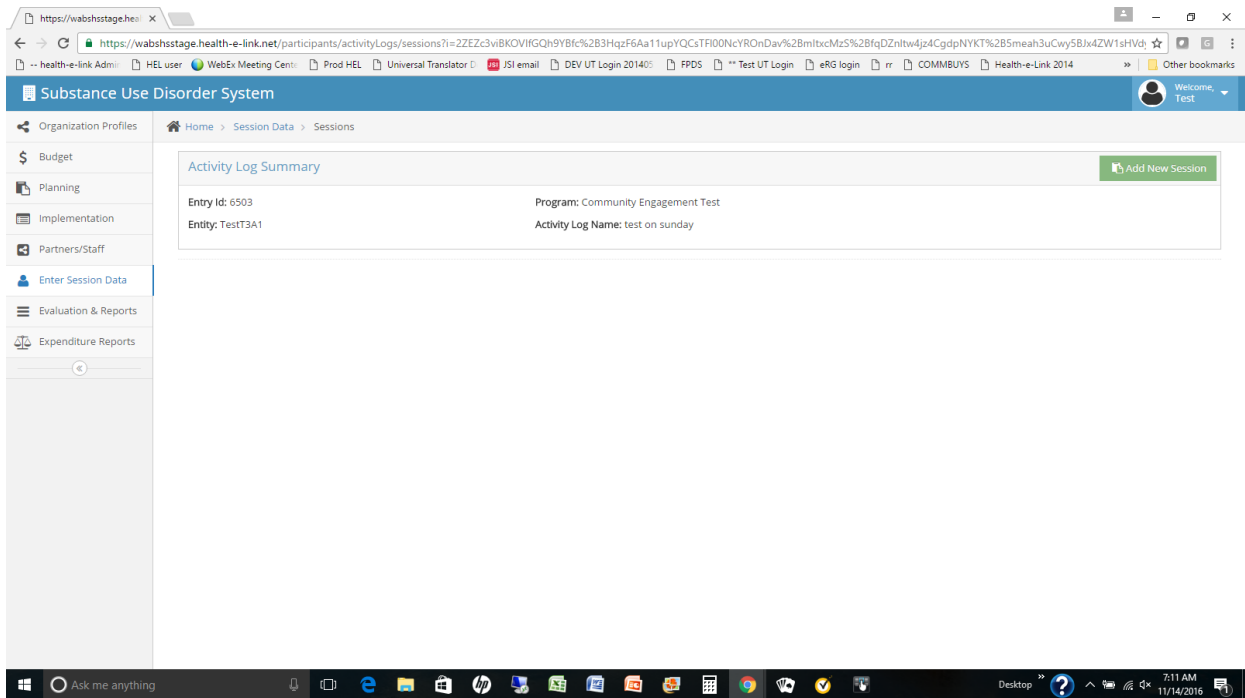 https://wabshsstage.heal
https://wabshsstage.health-e-link.net/participants/activityLogs/sessions?i=2ZEZc3viBKOVIfGQh9YBfc%2B3HqzF6Aa11upYQCsTFI00NcYROnDav%2BmItxcMzS%2BfqDZnItw4jz4CgdpNYKT%2B5meah3uCwy5BJx4ZW1sHVdy
-- health-e-link Admin HEL user WebEx Meeting Cente Prod HEL Universal Translator D JSI JSI email DEV UT Login 201405 FPDS ** Test UT Login eRG login rr COMMBUYS Health-e-Link 2014 » Other bookmarks
Substance Use Disorder System
Welcome,
Test
Organization Profiles
Home > Session Data > Sessions
Budget
Planning
Implementation
Partners/Staff
Enter Session Data
Evaluation & Reports
Expenditure Reports
Activity Log Summary
Add New Session
Entry Id: 6503
Program: Community Engagement Test
Entity: TestT3A1
Activity Log Name: test on sunday
Ask me anything
Desktop »
7:11 AM
11/14/2016